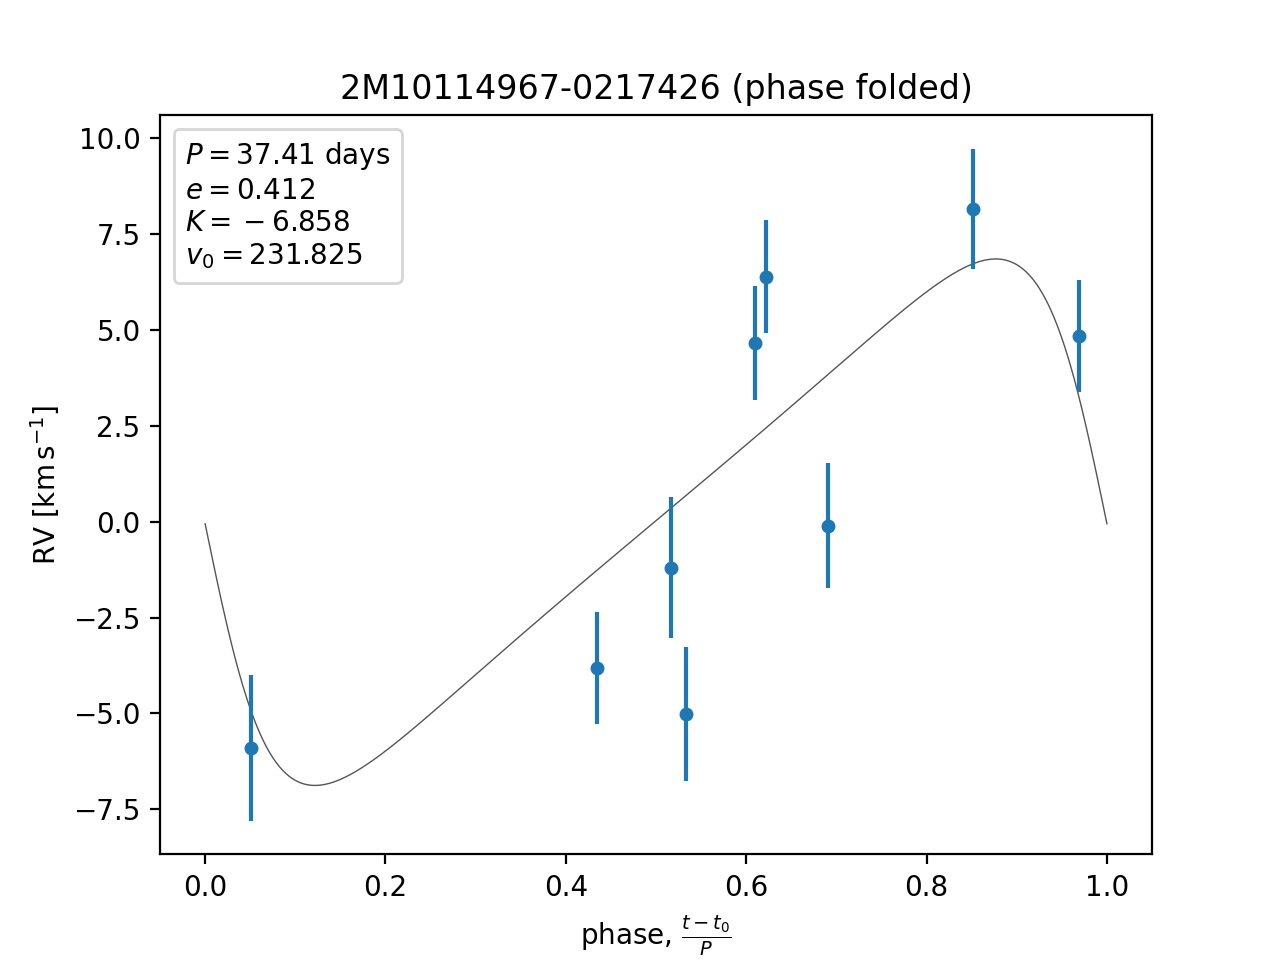 2M10114967-0217426 (phase folded)
P = 37.41 days
e = 0.412
K = −6.858
v₀ = 231.825
10.0
7.5
5.0
2.5
0.0
−2.5
−5.0
−7.5
RV [km s⁻¹]
0.0 0.2 0.4 0.6 0.8 1.0
phase, (t − t₀)/P